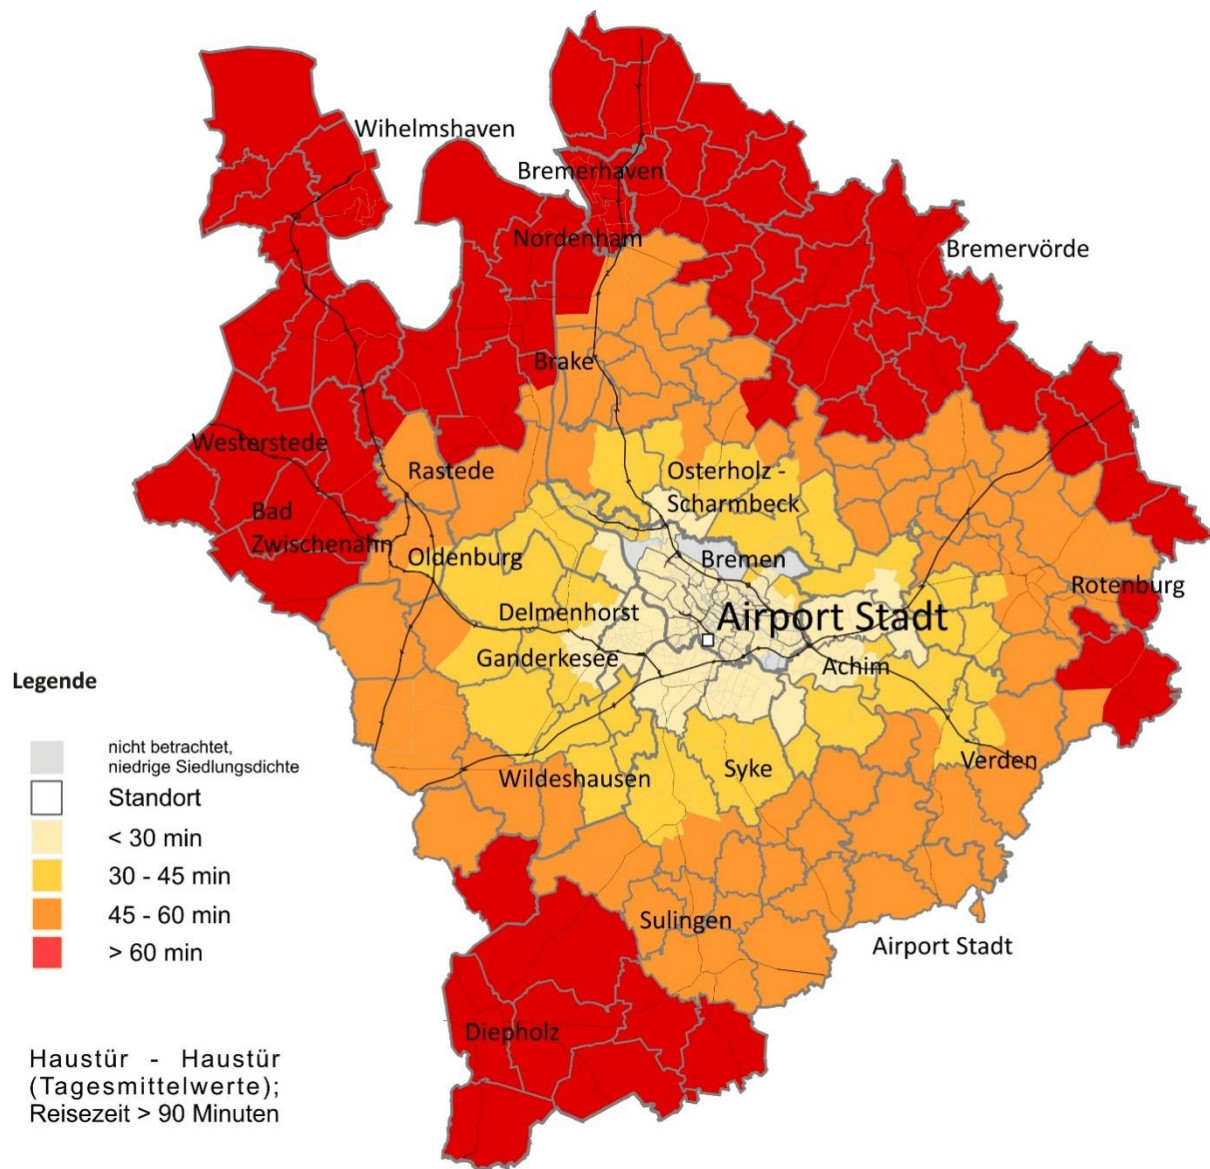 Wihelmshaven
Bremerhaven
Nordenham
Bremervörde
Brake
Westerstede
Rastede
Osterholz -
Scharmbeck
Bad
Zwischenahn
Oldenburg
Bremen
Rotenburg
Delmenhorst
Airport Stadt
Ganderkesee
Achim
Verden
Wildeshausen
Syke
Sulingen
Airport Stadt
Diepholz
Legende
nicht betrachtet,
niedrige Siedlungsdichte
Standort
< 30 min
30 - 45 min
45 - 60 min
> 60 min
Haustür - Haustür
(Tagesmittelwerte);
Reisezeit > 90 Minuten